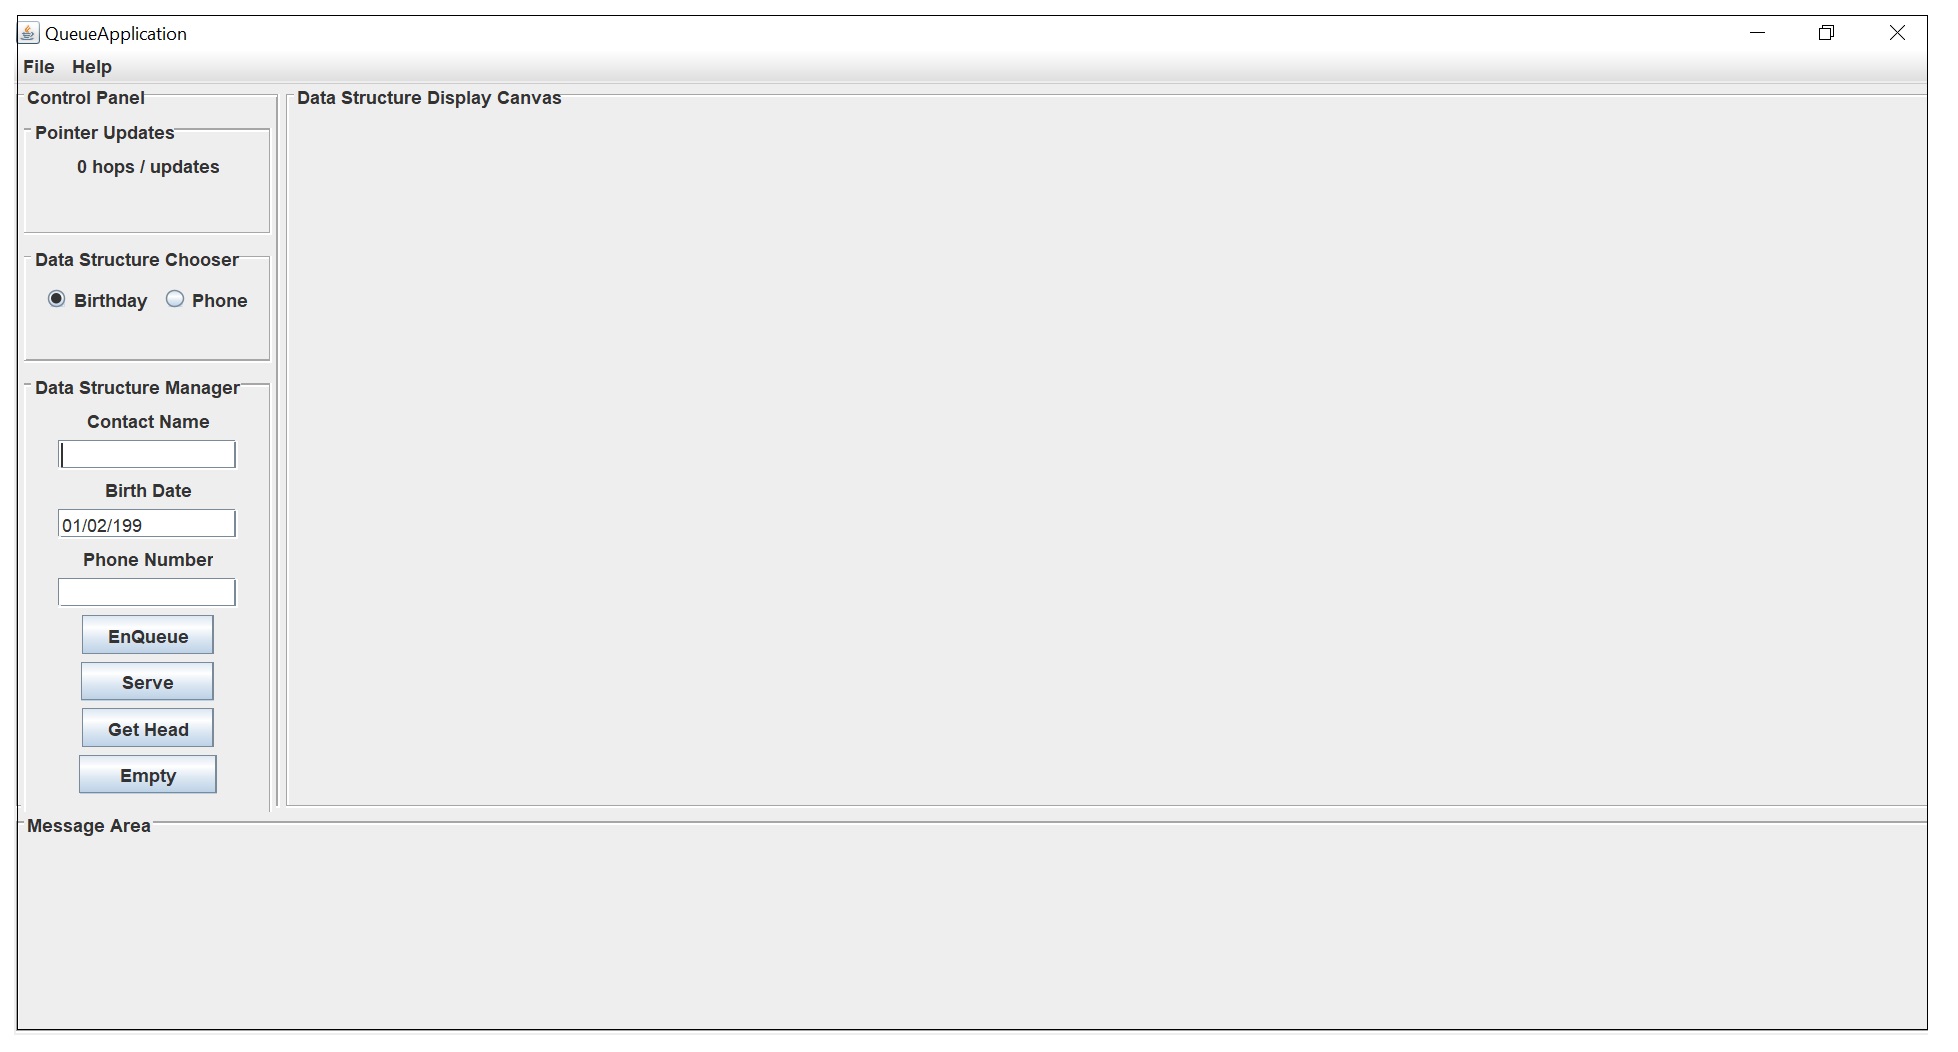 QueueApplication
File Help
Control Panel
Pointer Updates
0 hops / updates
Data Structure Chooser
Birthday Phone
Data Structure Manager
Contact Name
Birth Date
01/02/199
Phone Number
EnQueue
Serve
Get Head
Empty
Data Structure Display Canvas
Message Area